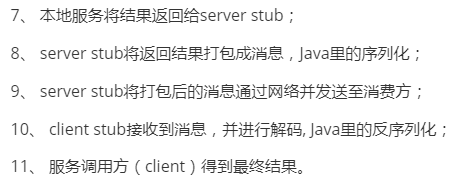 7、 本地服务将结果返回给server stub；
8、 server stub将返回结果打包成消息，Java里的序列化；
9、 server stub将打包后的消息通过网络并发送至消费方；
10、 client stub接收到消息，并进行解码, Java里的反序列化；
11、 服务调用方（client）得到最终结果。